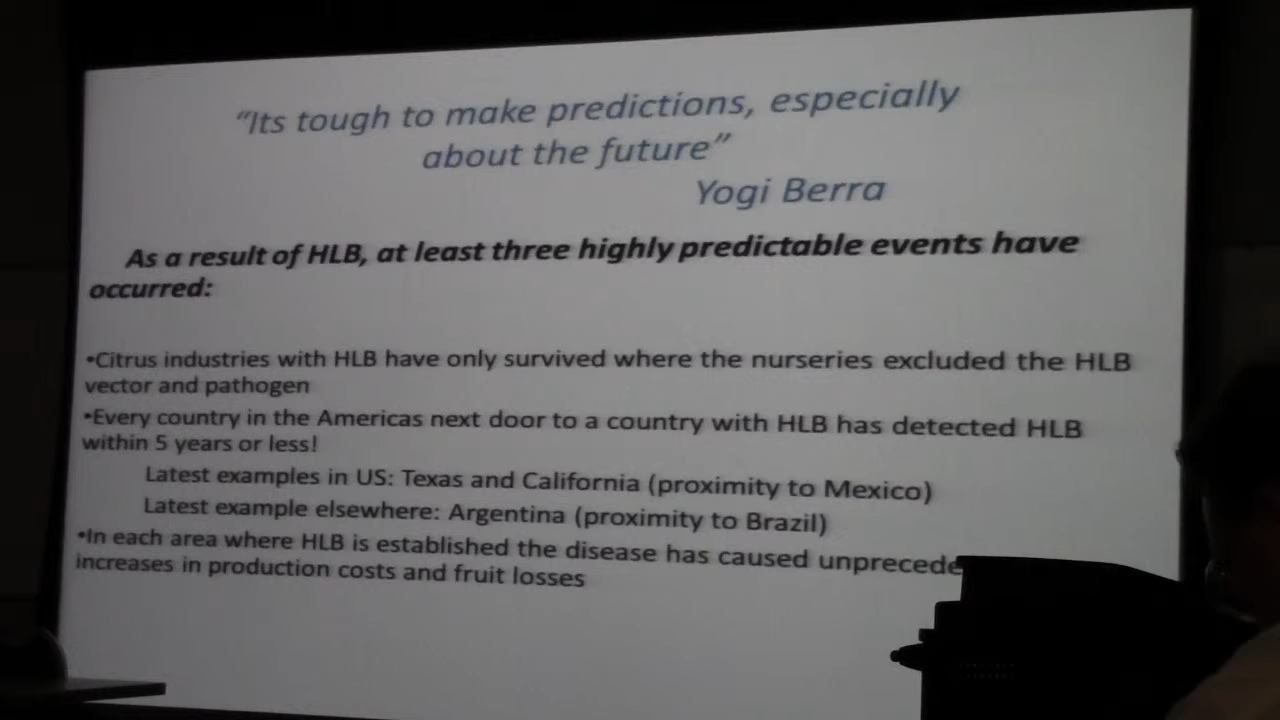 “Its tough to make predictions, especially
about the future”
Yogi Berra
As a result of HLB, at least three highly predictable events have
occurred:
•Citrus industries with HLB have only survived where the nurseries excluded the HLB
vector and pathogen
•Every country in the Americas next door to a country with HLB has detected HLB
within 5 years or less!
Latest examples in US: Texas and California (proximity to Mexico)
Latest example elsewhere: Argentina (proximity to Brazil)
•In each area where HLB is established the disease has caused unprecede
increases in production costs and fruit losses